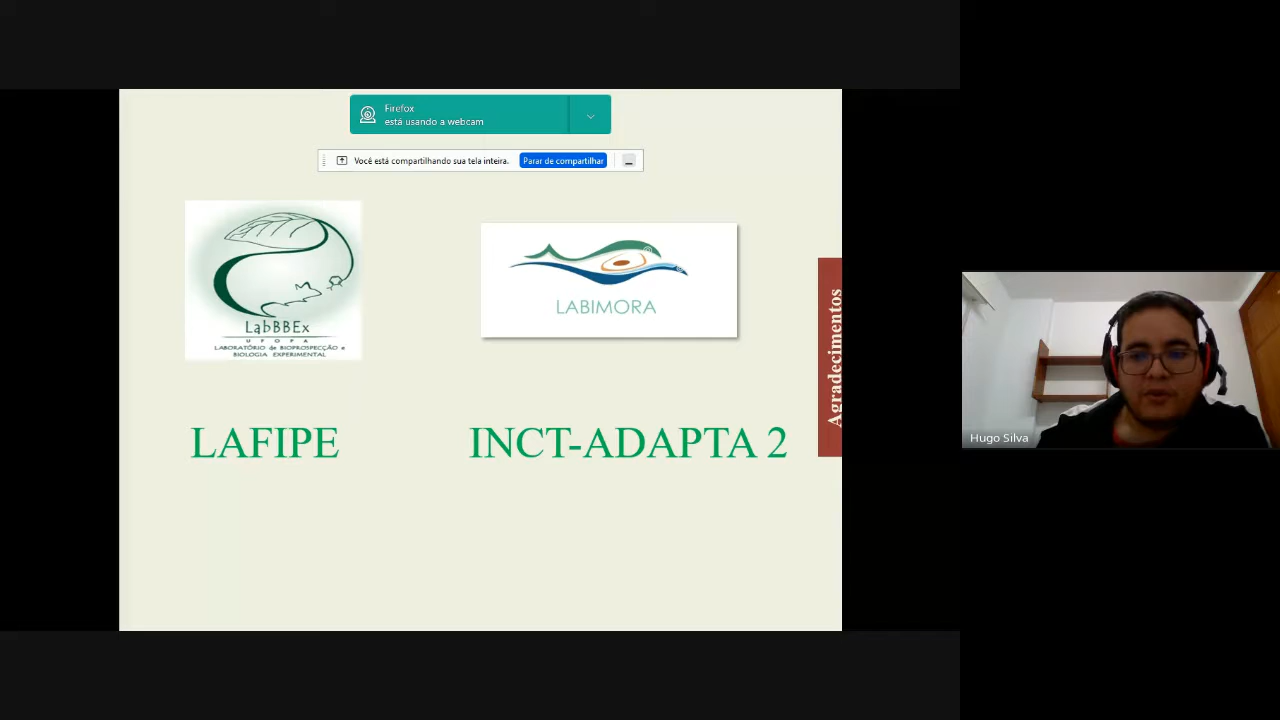 Firefox
está usando a webcam
Você está compartilhando sua tela inteira. Parar de compartilhar
LabBBEx
UFOPA
LABORATÓRIO de BIOPROSPECÇÃO e
BIOLOGIA EXPERIMENTAL
LABIMORA
Agradecimentos
LAFIPE
INCT-ADAPTA 2
Hugo Silva